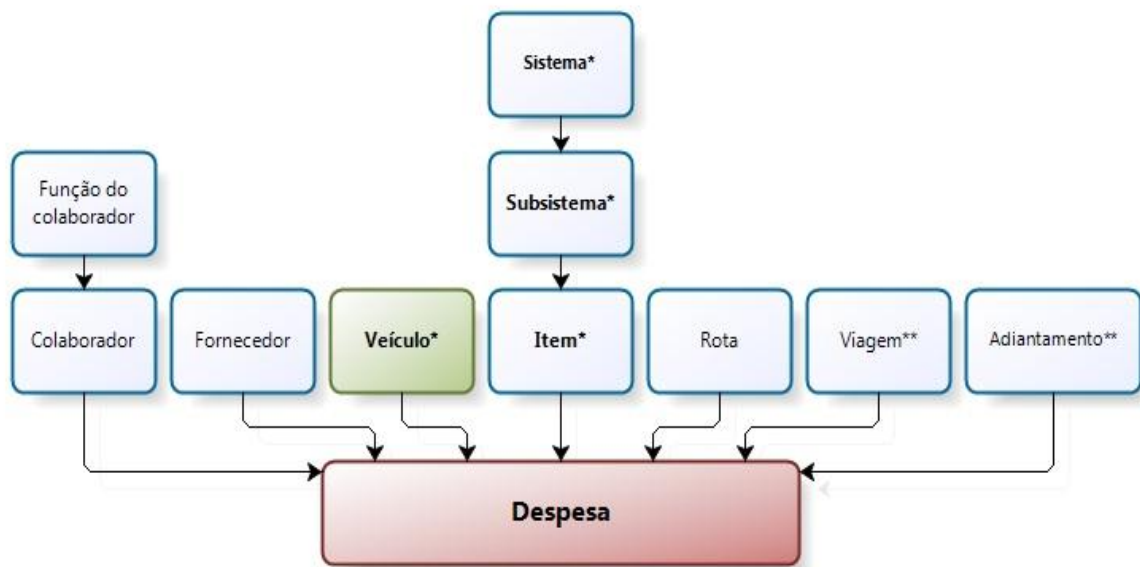 Sistema*
Subsistema*
Função do
colaborador
Colaborador
Fornecedor
Veículo*
Item*
Rota
Viagem**
Adiantamento**
Despesa